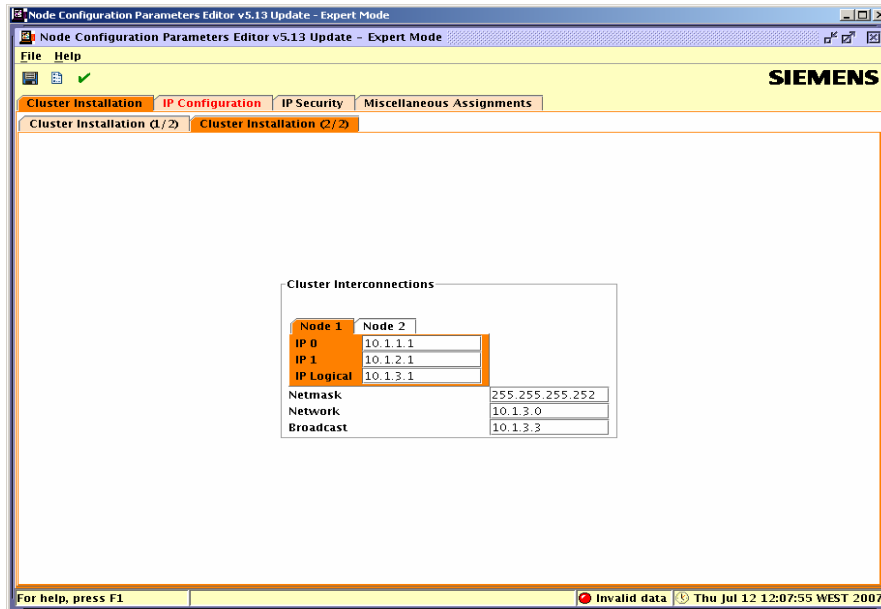 Node Configuration Parameters Editor v5.13 Update - Expert Mode
Node Configuration Parameters Editor v5.13 Update - Expert Mode
File Help
SIEMENS
Cluster Installation IP Configuration IP Security Miscellaneous Assignments
Cluster Installation (1/2) Cluster Installation (2/2)
Cluster Interconnections
Node 1 Node 2
IP 0 10.1.1.1
IP 1 10.1.2.1
IP Logical 10.1.3.1
Netmask 255.255.255.252
Network 10.1.3.0
Broadcast 10.1.3.3
For help, press F1 Invalid data Thu Jul 12 12:07:55 WEST 2007